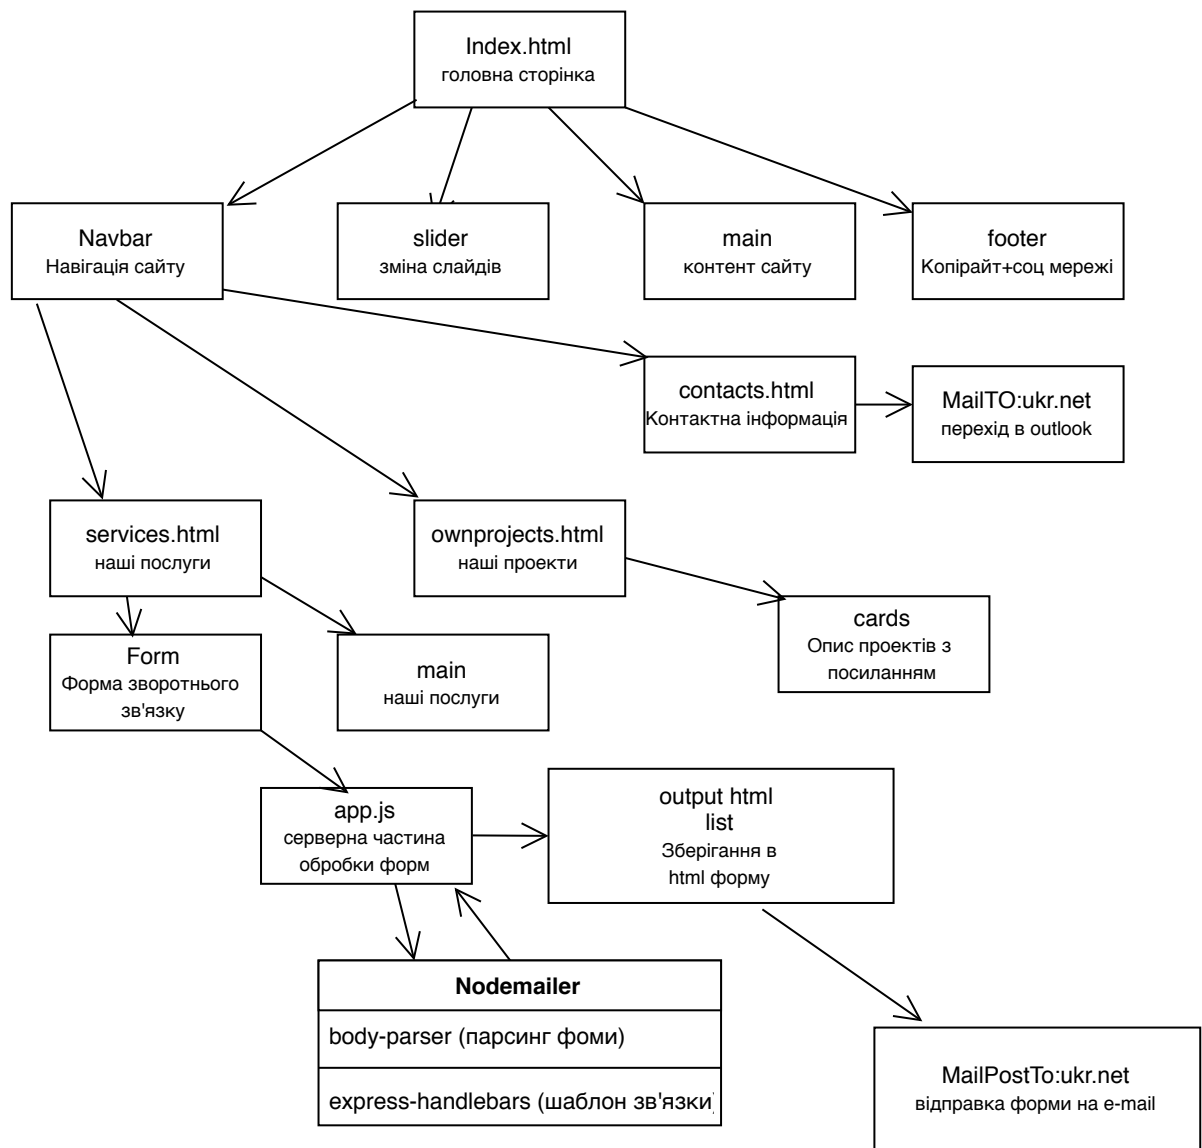 Index.html
головна сторінка
Navbar
Навігація сайту
slider
зміна слайдів
main
контент сайту
footer
Копірайт+соц мережі
contacts.html
Контактна інформація
MailTO:ukr.net
перехід в outlook
services.html
наші послуги
ownprojects.html
наші проекти
cards
Опис проектів з
посиланням
Form
Форма зворотнього
зв'язку
main
наші послуги
app.js
серверна частина
обробки форм
output html
list
Зберігання в
html форму
Nodemailer
body-parser (парсинг фоми)
express-handlebars (шаблон зв'язки)
MailPostTo:ukr.net
відправка форми на e-mail